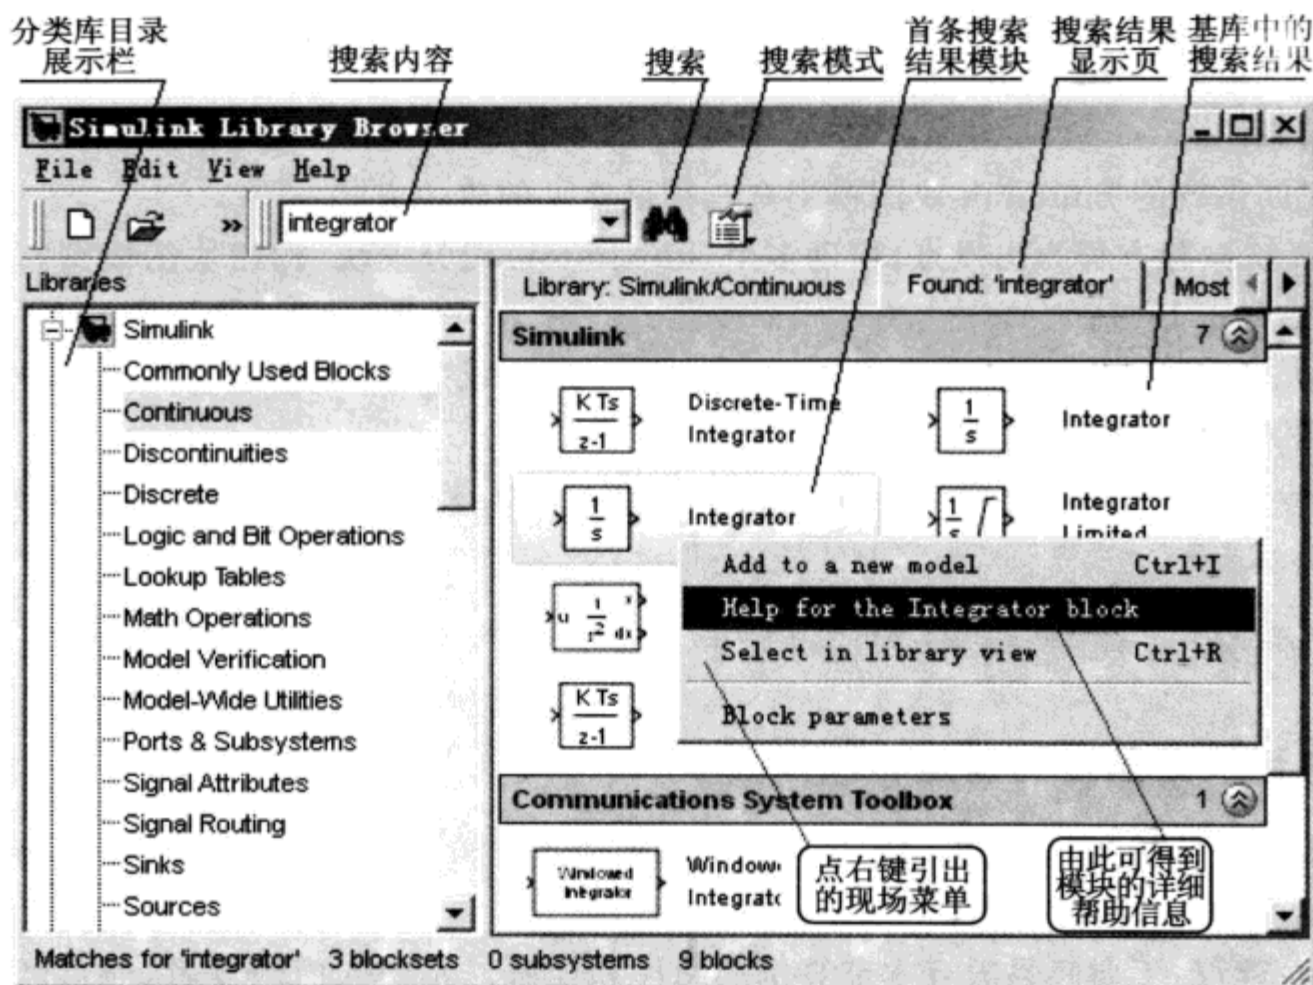 分类库目录
展示栏
搜索内容
搜索
搜索模式
首条搜索
结果模块
搜索结果
显示页
基库中的
搜索结果
Simulink Library Browser
File Edit View Help
» integrator
Libraries
Library: Simulink/Continuous Found: 'integrator' Most
Simulink
Commonly Used Blocks
Continuous
Discontinuities
Discrete
Logic and Bit Operations
Lookup Tables
Math Operations
Model Verification
Model-Wide Utilities
Ports & Subsystems
Signal Attributes
Signal Routing
Sinks
Sources
Simulink 7
K Ts
z-1
Discrete-Time
Integrator
1
s
Integrator
1
s
Integrator
1
s
Integrator
Limited
u 1 x
s² dx
K Ts
z-1
Add to a new model Ctrl+I
Help for the Integrator block
Select in library view Ctrl+R
Block parameters
Communications System Toolbox 1
Windowed
Integrator
Window
Integrat
点右键引出
的现场菜单
由此可得到
模块的详细
帮助信息
Matches for 'integrator' 3 blocksets 0 subsystems 9 blocks